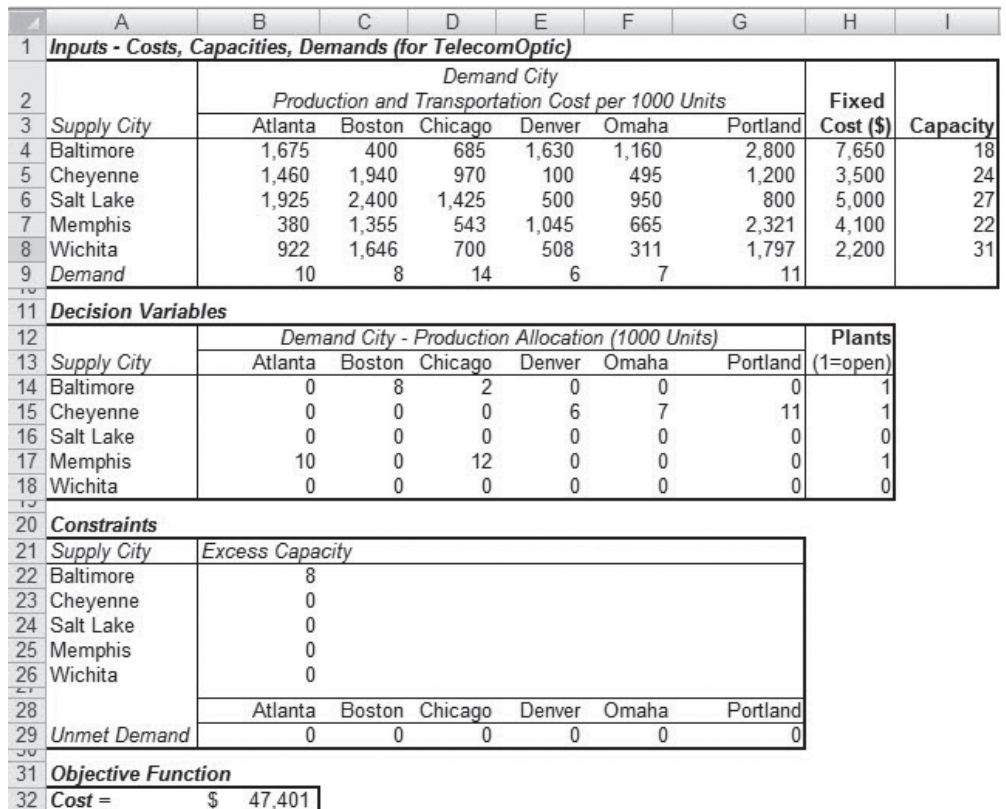 A B C D E F G H I
1 Inputs - Costs, Capacities, Demands (for TelecomOptic)
Demand City
2 Production and Transportation Cost per 1000 Units Fixed
3 Supply City Atlanta Boston Chicago Denver Omaha Portland Cost ($) Capacity
4 Baltimore 1,675 400 685 1,630 1,160 2,800 7,650 18
5 Cheyenne 1,460 1,940 970 100 495 1,200 3,500 24
6 Salt Lake 1,925 2,400 1,425 500 950 800 5,000 27
7 Memphis 380 1,355 543 1,045 665 2,321 4,100 22
8 Wichita 922 1,646 700 508 311 1,797 2,200 31
9 Demand 10 8 14 6 7 11
11 Decision Variables
12 Demand City - Production Allocation (1000 Units) Plants
13 Supply City Atlanta Boston Chicago Denver Omaha Portland (1=open)
14 Baltimore 0 8 2 0 0 0 1
15 Cheyenne 0 0 0 6 7 11 1
16 Salt Lake 0 0 0 0 0 0 0
17 Memphis 10 0 12 0 0 0 1
18 Wichita 0 0 0 0 0 0 0
20 Constraints
21 Supply City Excess Capacity
22 Baltimore 8
23 Cheyenne 0
24 Salt Lake 0
25 Memphis 0
26 Wichita 0
28 Atlanta Boston Chicago Denver Omaha Portland
29 Unmet Demand 0 0 0 0 0 0
31 Objective Function
32 Cost = $ 47,401